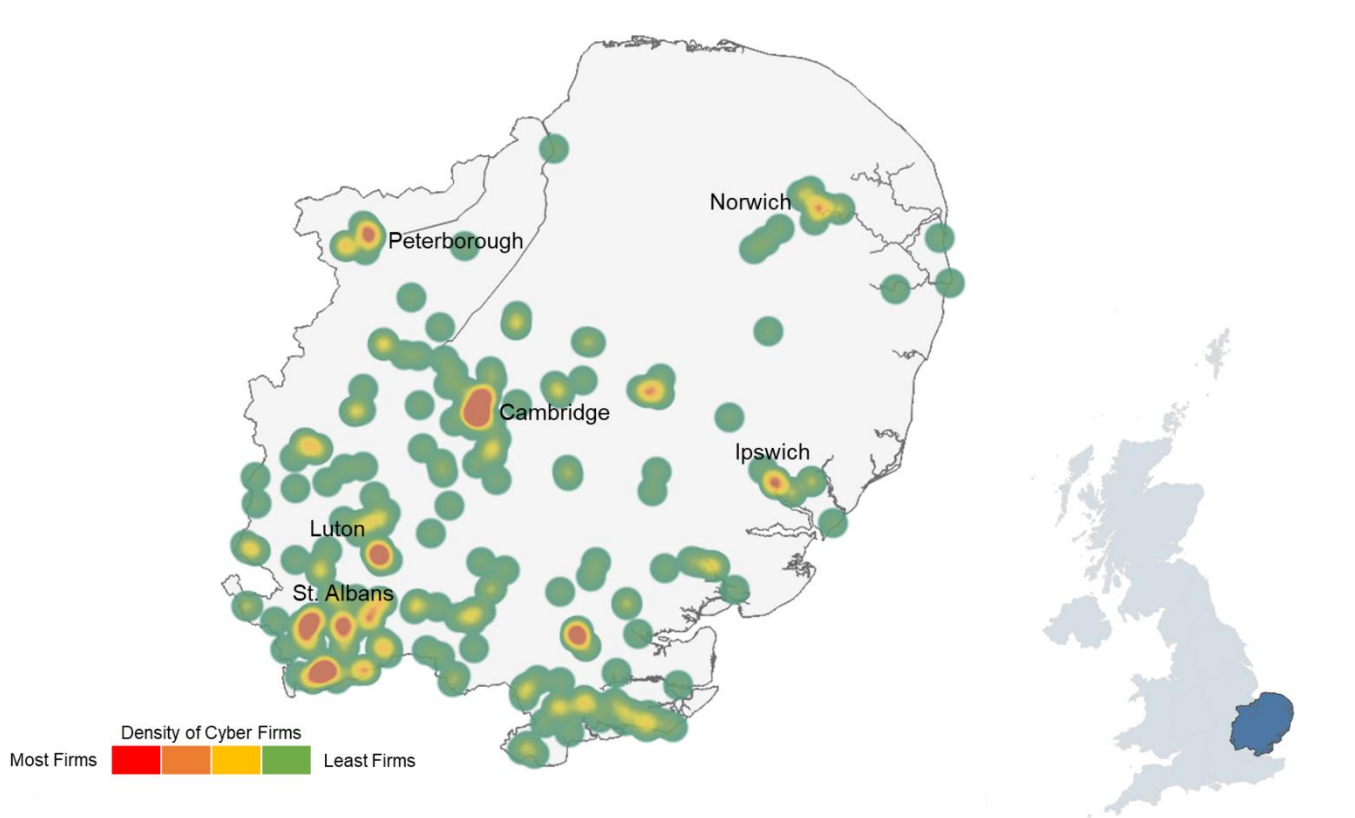 Norwich
Peterborough
Cambridge
Ipswich
Luton
St. Albans
Density of Cyber Firms
Most Firms
Least Firms